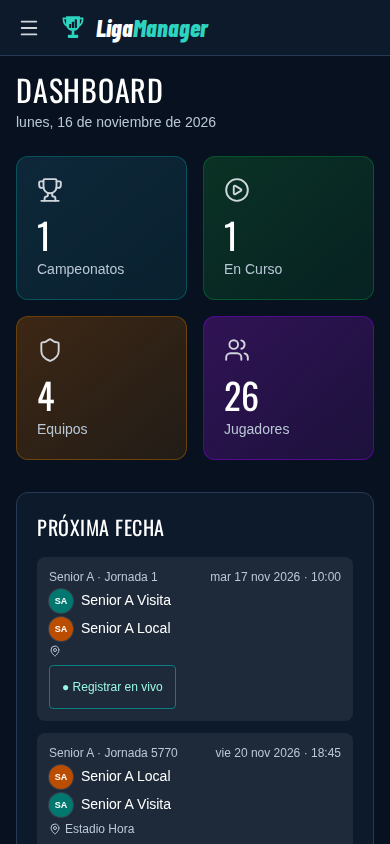 LigaManager
DASHBOARD
lunes, 16 de noviembre de 2026
1
Campeonatos
1
En Curso
4
Equipos
26
Jugadores
PRÓXIMA FECHA
Senior A · Jornada 1 mar 17 nov 2026 · 10:00
SA Senior A Visita
SA Senior A Local
● Registrar en vivo
Senior A · Jornada 5770 vie 20 nov 2026 · 18:45
SA Senior A Local
SA Senior A Visita
Estadio Hora